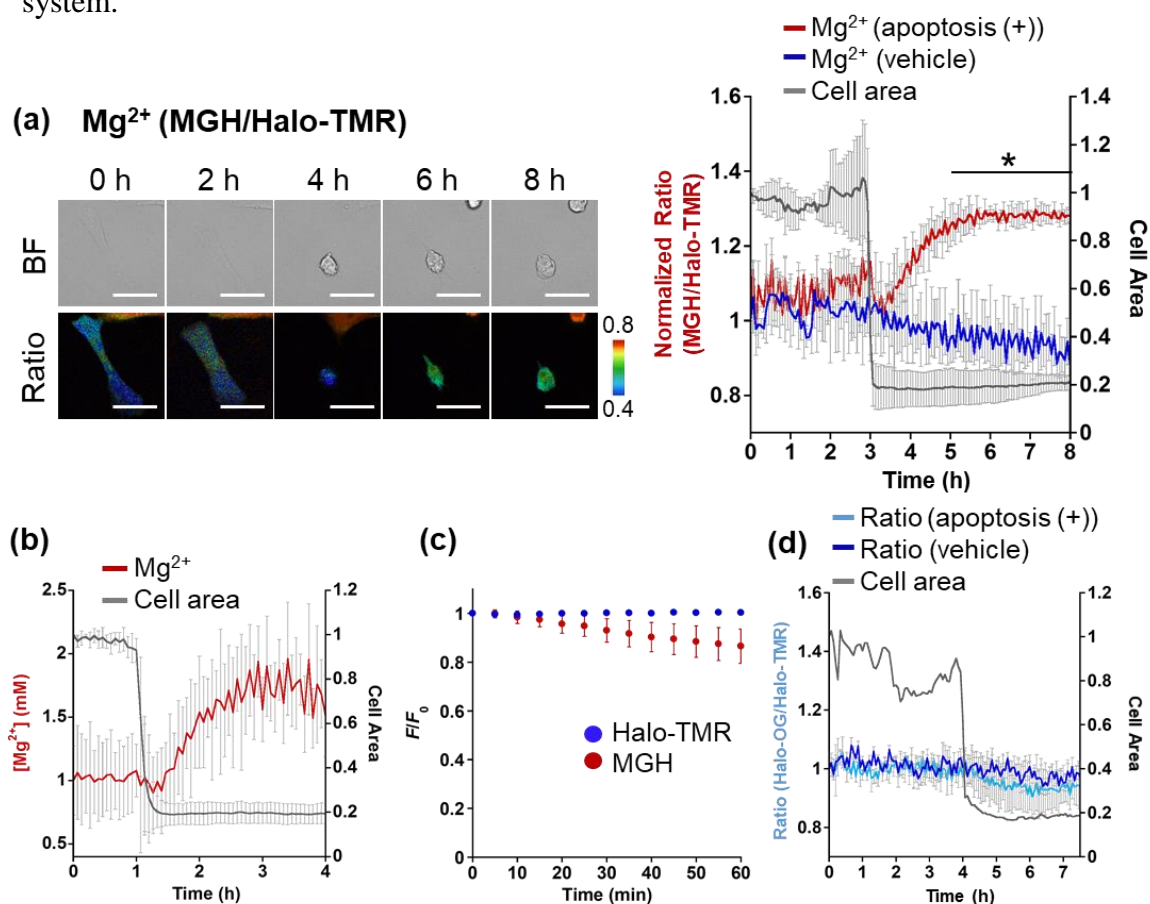 system.
(a) Mg²⁺ (MGH/Halo-TMR)
0 h 2 h 4 h 6 h 8 h
BF
Ratio
0.8
0.4
Mg²⁺ (apoptosis (+))
Mg²⁺ (vehicle)
Cell area
Normalized Ratio
(MGH/Halo-TMR)
1.6
1.4
1.2
1
0.8
*
1.4
1.2
1
0.8
0.6
0.4
0.2
0
Cell Area
0 1 2 3 4 5 6 7 8
Time (h)
(b)
Mg²⁺
Cell area
[Mg²⁺] (mM)
2.5
2
1.5
1
0.5
1.2
1
0.8
0.6
0.4
0.2
0
Cell Area
0 1 2 3 4
Time (h)
(c)
F/F₀
1
0.8
0.6
0.4
0.2
0
Halo-TMR
MGH
0 10 20 30 40 50 60
Time (min)
(d)
Ratio (apoptosis (+))
Ratio (vehicle)
Cell area
Ratio (Halo-OG/Halo-TMR)
1.6
1.4
1.2
1
0.8
1.2
1
0.8
0.6
0.4
0.2
0
Cell Area
0 1 2 3 4 5 6 7
Time (h)